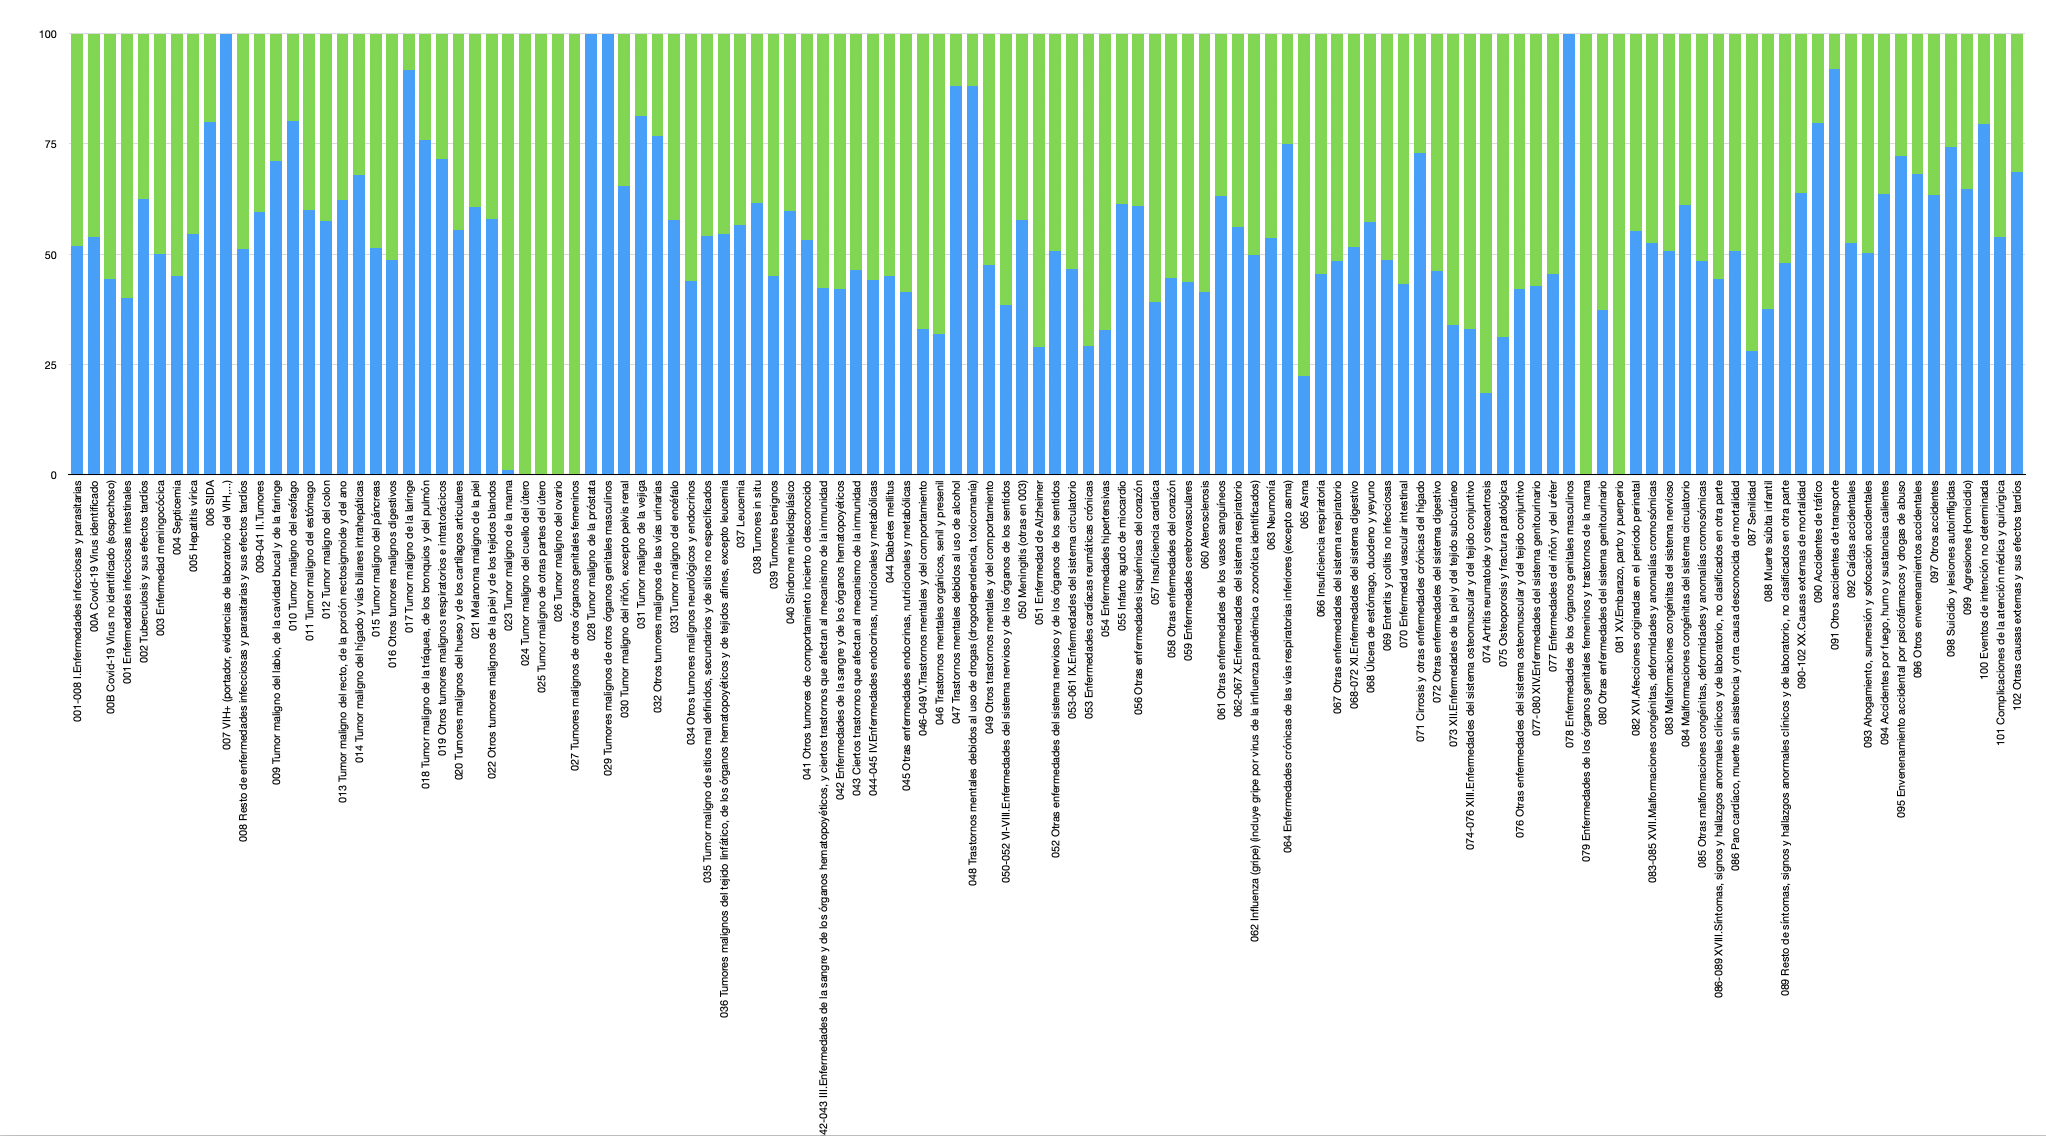 100
75
50
25
0
001-008 I.Enfermedades infecciosas y parasitarias
00A Covid-19 Virus identificado
00B Covid-19 Virus no identificado (sospechoso)
001 Enfermedades infecciosas intestinales
002 Tuberculosis y sus efectos tardíos
003 Enfermedad meningocócica
004 Septicemia
005 Hepatitis vírica
006 SIDA
007 VIH+ (portador, evidencias de laboratorio del VIH, ...)
008 Resto de enfermedades infecciosas y parasitarias y sus efectos tardíos
009-041 II.Tumores
009 Tumor maligno del labio, de la cavidad bucal y de la faringe
010 Tumor maligno del esófago
011 Tumor maligno del estómago
012 Tumor maligno del colon
013 Tumor maligno del recto, de la porción rectosigmoide y del ano
014 Tumor maligno del hígado y vías biliares intrahepáticas
015 Tumor maligno del páncreas
016 Otros tumores malignos digestivos
017 Tumor maligno de la laringe
018 Tumor maligno de la tráquea, de los bronquios y del pulmón
019 Otros tumores malignos respiratorios e intratorácicos
020 Tumores malignos del hueso y de los cartílagos articulares
021 Melanoma maligno de la piel
022 Otros tumores malignos de la piel y de los tejidos blandos
023 Tumor maligno de la mama
024 Tumor maligno del cuello del útero
025 Tumor maligno de otras partes del útero
026 Tumor maligno del ovario
027 Tumores malignos de otros órganos genitales femeninos
028 Tumor maligno de la próstata
029 Tumores malignos de otros órganos genitales masculinos
030 Tumor maligno del riñón, excepto pelvis renal
031 Tumor maligno de la vejiga
032 Otros tumores malignos de las vías urinarias
033 Tumor maligno del encéfalo
034 Otros tumores malignos neurológicos y endocrinos
035 Tumor maligno de sitios mal definidos, secundarios y de sitios no especificados
036 Tumores malignos del tejido linfático, de los órganos hematopoyéticos y de tejidos afines, excepto leucemia
037 Leucemia
038 Tumores in situ
039 Tumores benignos
040 Síndrome mielodisplásico
041 Otros tumores de comportamiento incierto o desconocido
42-043 III.Enfermedades de la sangre y de los órganos hematopoyéticos, y ciertos trastornos que afectan al mecanismo de la inmunidad
042 Enfermedades de la sangre y de los órganos hematopoyéticos
043 Ciertos trastornos que afectan al mecanismo de la inmunidad
044-045 IV.Enfermedades endocrinas, nutricionales y metabólicas
044 Diabetes mellitus
045 Otras enfermedades endocrinas, nutricionales y metabólicas
046-049 V.Trastornos mentales y del comportamiento
046 Trastornos mentales orgánicos, senil y presenil
047 Trastornos mentales debidos al uso de alcohol
048 Trastornos mentales debidos al uso de drogas (drogodependencia, toxicomanía)
049 Otros trastornos mentales y del comportamiento
050-052 VI-VIII.Enfermedades del sistema nervioso y de los órganos de los sentidos
050 Meningitis (otras en 003)
051 Enfermedad de Alzheimer
052 Otras enfermedades del sistema nervioso y de los órganos de los sentidos
053-061 IX.Enfermedades del sistema circulatorio
053 Enfermedades cardíacas reumáticas crónicas
054 Enfermedades hipertensivas
055 Infarto agudo de miocardio
056 Otras enfermedades isquémicas del corazón
057 Insuficiencia cardíaca
058 Otras enfermedades del corazón
059 Enfermedades cerebrovasculares
060 Aterosclerosis
061 Otras enfermedades de los vasos sanguíneos
062-067 X.Enfermedades del sistema respiratorio
062 Influenza (gripe) (incluye gripe por virus de la influenza pandémica o zoonótica identificados)
063 Neumonía
064 Enfermedades crónicas de las vías respiratorias inferiores (excepto asma)
065 Asma
066 Insuficiencia respiratoria
067 Otras enfermedades del sistema respiratorio
068-072 XI.Enfermedades del sistema digestivo
068 Úlcera de estómago, duodeno y yeyuno
069 Enteritis y colitis no infecciosas
070 Enfermedad vascular intestinal
071 Cirrosis y otras enfermedades crónicas del hígado
072 Otras enfermedades del sistema digestivo
073 XII.Enfermedades de la piel y del tejido subcutáneo
074-076 XIII.Enfermedades del sistema osteomuscular y del tejido conjuntivo
074 Artritis reumatoide y osteoartrosis
075 Osteoporosis y fractura patológica
076 Otras enfermedades del sistema osteomuscular y del tejido conjuntivo
077-080 XIV.Enfermedades del sistema genitourinario
077 Enfermedades del riñón y del uréter
078 Enfermedades de los órganos genitales masculinos
079 Enfermedades de los órganos genitales femeninos y trastornos de la mama
080 Otras enfermedades del sistema genitourinario
081 XV.Embarazo, parto y puerperio
082 XVI.Afecciones originadas en el periodo perinatal
083-085 XVII.Malformaciones congénitas, deformidades y anomalías cromosómicas
083 Malformaciones congénitas del sistema nervioso
084 Malformaciones congénitas del sistema circulatorio
085 Otras malformaciones congénitas, deformidades y anomalías cromosómicas
086-089 XVIII.Síntomas, signos y hallazgos anormales clínicos y de laboratorio, no clasificados en otra parte
086 Paro cardíaco, muerte sin asistencia y otra causa desconocida de mortalidad
087 Senilidad
088 Muerte súbita infantil
089 Resto de síntomas, signos y hallazgos anormales clínicos y de laboratorio, no clasificados en otra parte
090-102 XX.Causas externas de mortalidad
090 Accidentes de tráfico
091 Otros accidentes de transporte
092 Caídas accidentales
093 Ahogamiento, sumersión y sofocación accidentales
094 Accidentes por fuego, humo y sustancias calientes
095 Envenenamiento accidental por psicofármacos y drogas de abuso
096 Otros envenenamientos accidentales
097 Otros accidentes
098 Suicidio y lesiones autoinfligidas
099 Agresiones (Homicidio)
100 Eventos de intención no determinada
101 Complicaciones de la atención médica y quirúrgica
102 Otras causas externas y sus efectos tardíos